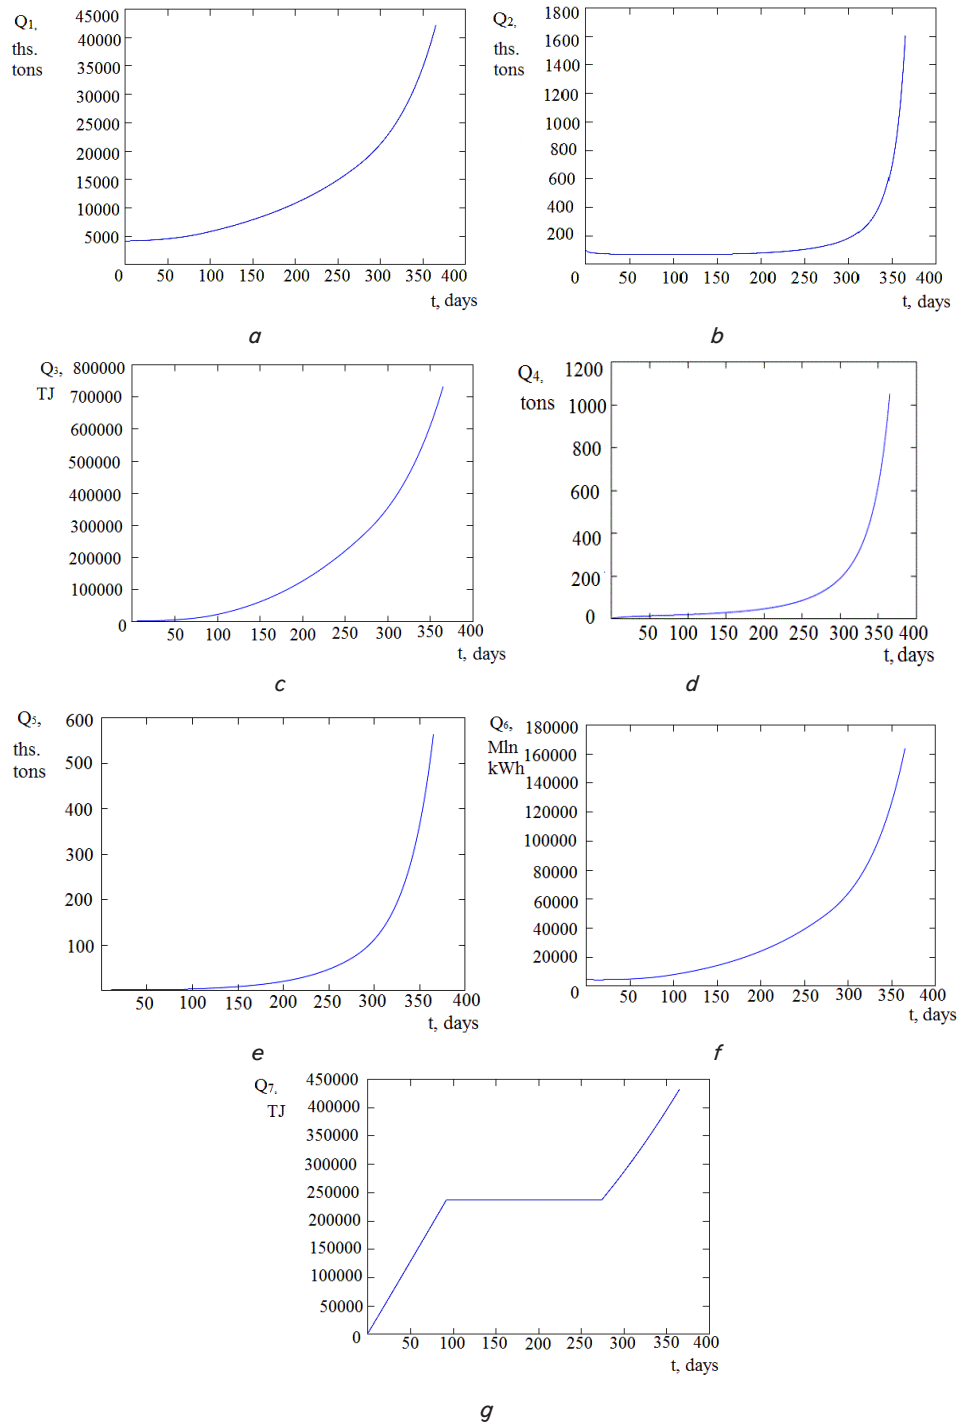 Q1,
ths.
tons
45000
40000
35000
30000
25000
20000
15000
10000
5000
0 50 100 150 200 250 300 350 400
t, days
a
Q2,
ths.
tons
1800
1600
1400
1200
1000
800
600
400
200
0 50 100 150 200 250 300 350 400
t, days
b
Q3,
TJ
800000
700000
600000
500000
400000
300000
200000
100000
0 50 100 150 200 250 300 350 400
t, days
c
Q4,
tons
1200
1000
800
600
400
200
0
50 100 150 200 250 300 350 400
t, days
d
Q5,
ths.
tons
600
500
400
300
200
100
50 100 150 200 250 300 350 400
t, days
e
Q6,
Mln
kWh
180000
160000
140000
120000
100000
80000
60000
40000
20000
0 50 100 150 200 250 300 350 400
t, days
f
Q7,
TJ
450000
400000
350000
300000
250000
200000
150000
100000
50000
0 50 100 150 200 250 300 350 400
t, days
g